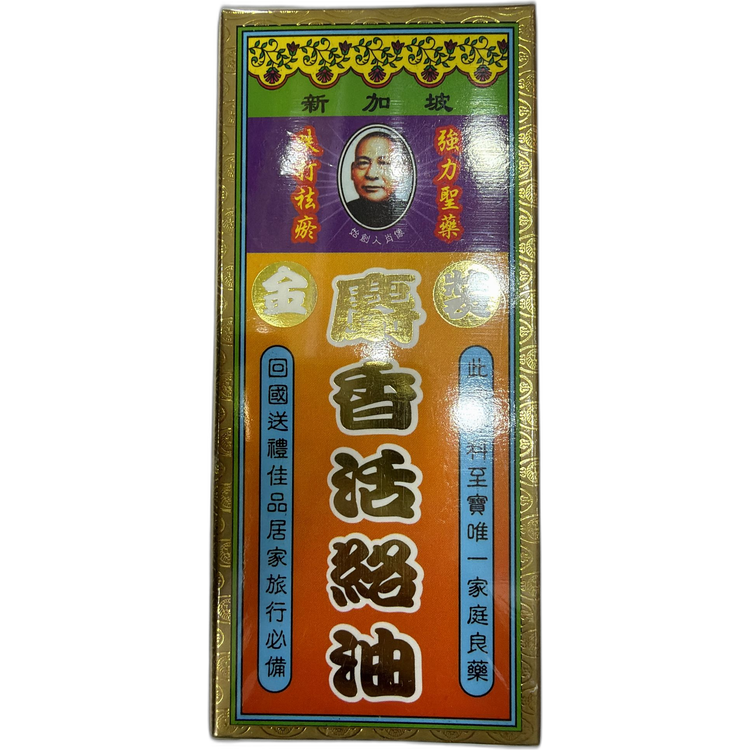 新加坡
強力聖藥
祛瘀
始創人肖像
金裝
麝香活絡油
此科至寶唯一家庭良藥
回國送禮佳品居家旅行必備